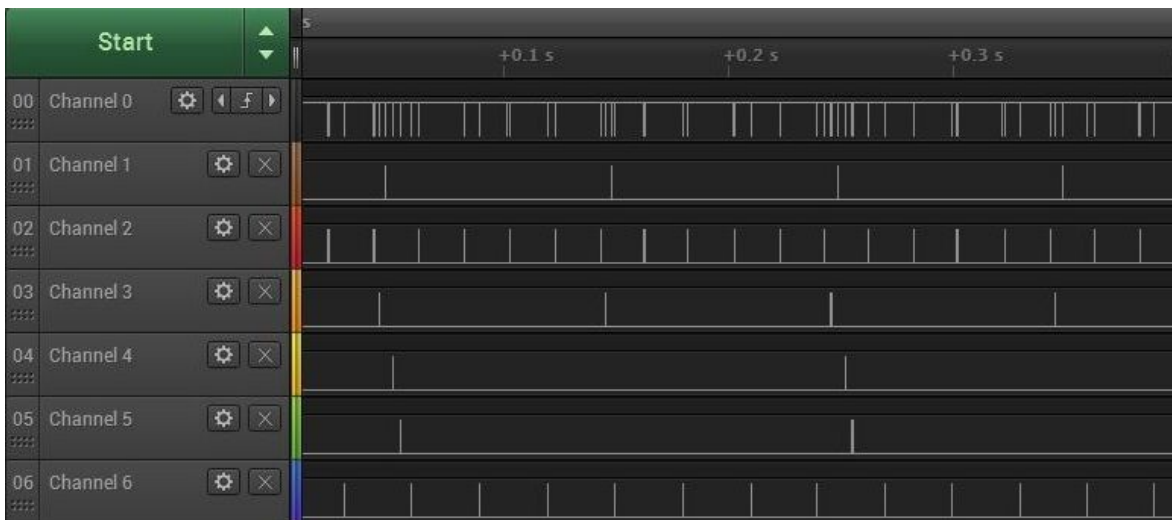 s
Start
+0.1 s +0.2 s +0.3 s
00 Channel 0
01 Channel 1
02 Channel 2
03 Channel 3
04 Channel 4
05 Channel 5
06 Channel 6